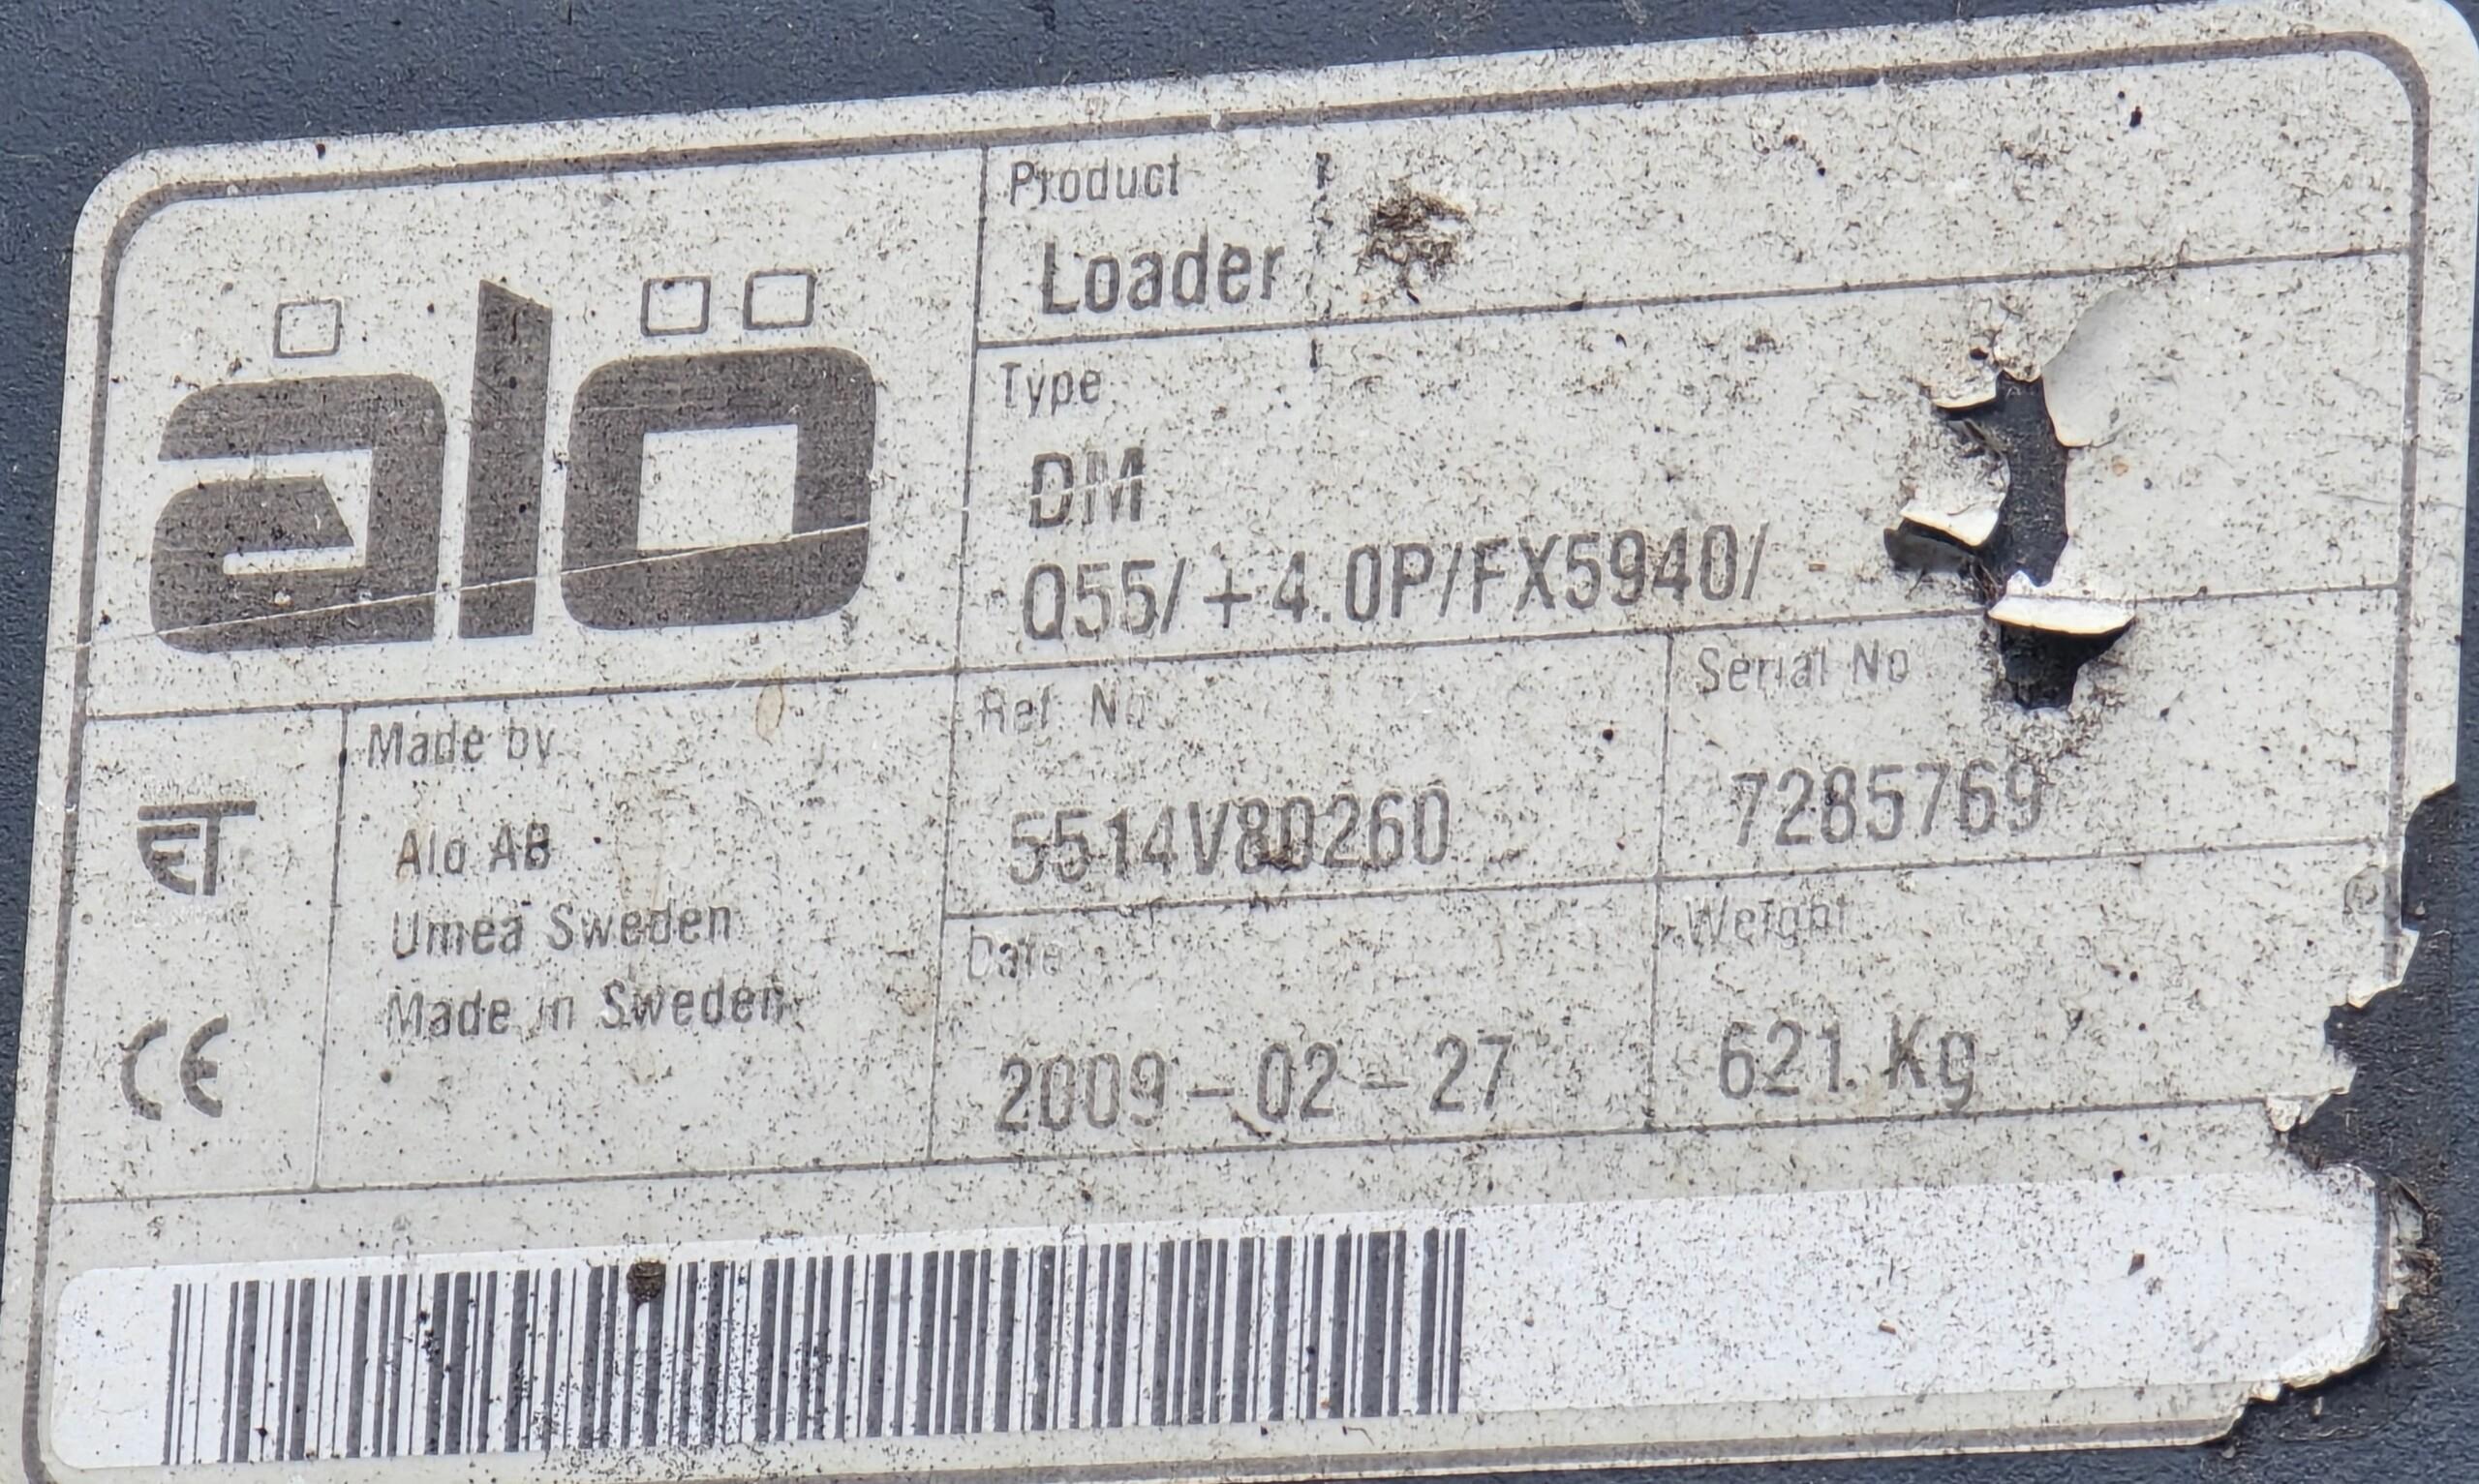 ålö
Product
Loader
Type
DM
Q55/+4.0P/FX5940/
Made by
Alo AB
Umeå Sweden
Made in Sweden
Ref. No
5514V80260
Serial No
7285769
Date
2009-02-27
Weight
621 Kg
CE